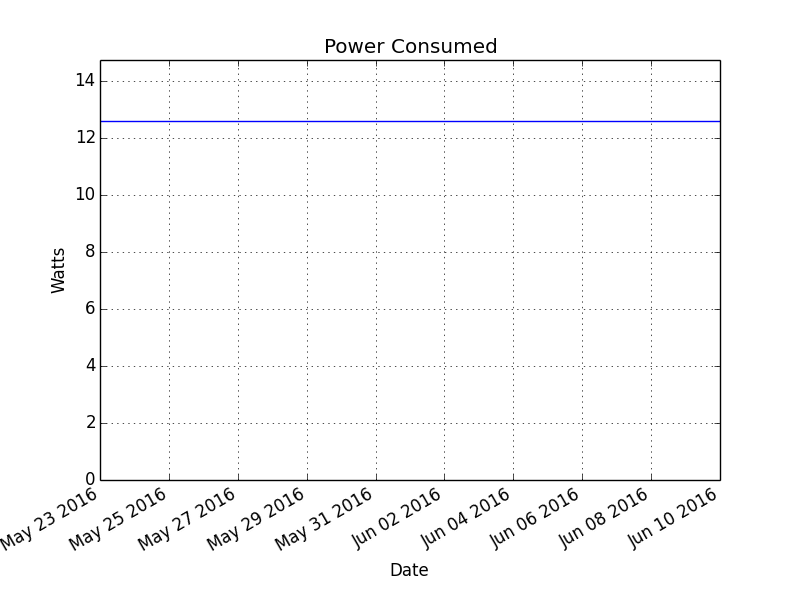 Power Consumed
14
12
10
8
6
4
2
0
Watts
May 23 2016
May 25 2016
May 27 2016
May 29 2016
May 31 2016
Jun 02 2016
Jun 04 2016
Jun 06 2016
Jun 08 2016
Jun 10 2016
Date